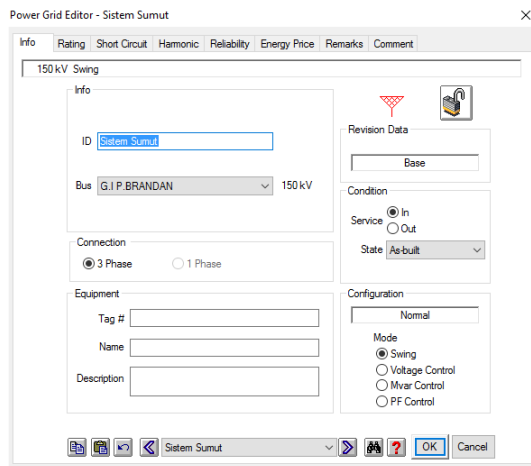 Power Grid Editor - Sistem Sumut
Info Rating Short Circuit Harmonic Reliability Energy Price Remarks Comment
150 kV Swing
Info
ID Sistem Sumut
Bus G.I P.BRANDAN 150 kV
Revision Data
Base
Condition
Service In
Out
State As-built
Connection
3 Phase 1 Phase
Equipment
Tag #
Name
Description
Configuration
Normal
Mode
Swing
Voltage Control
Mvar Control
PF Control
Sistem Sumut ? OK Cancel